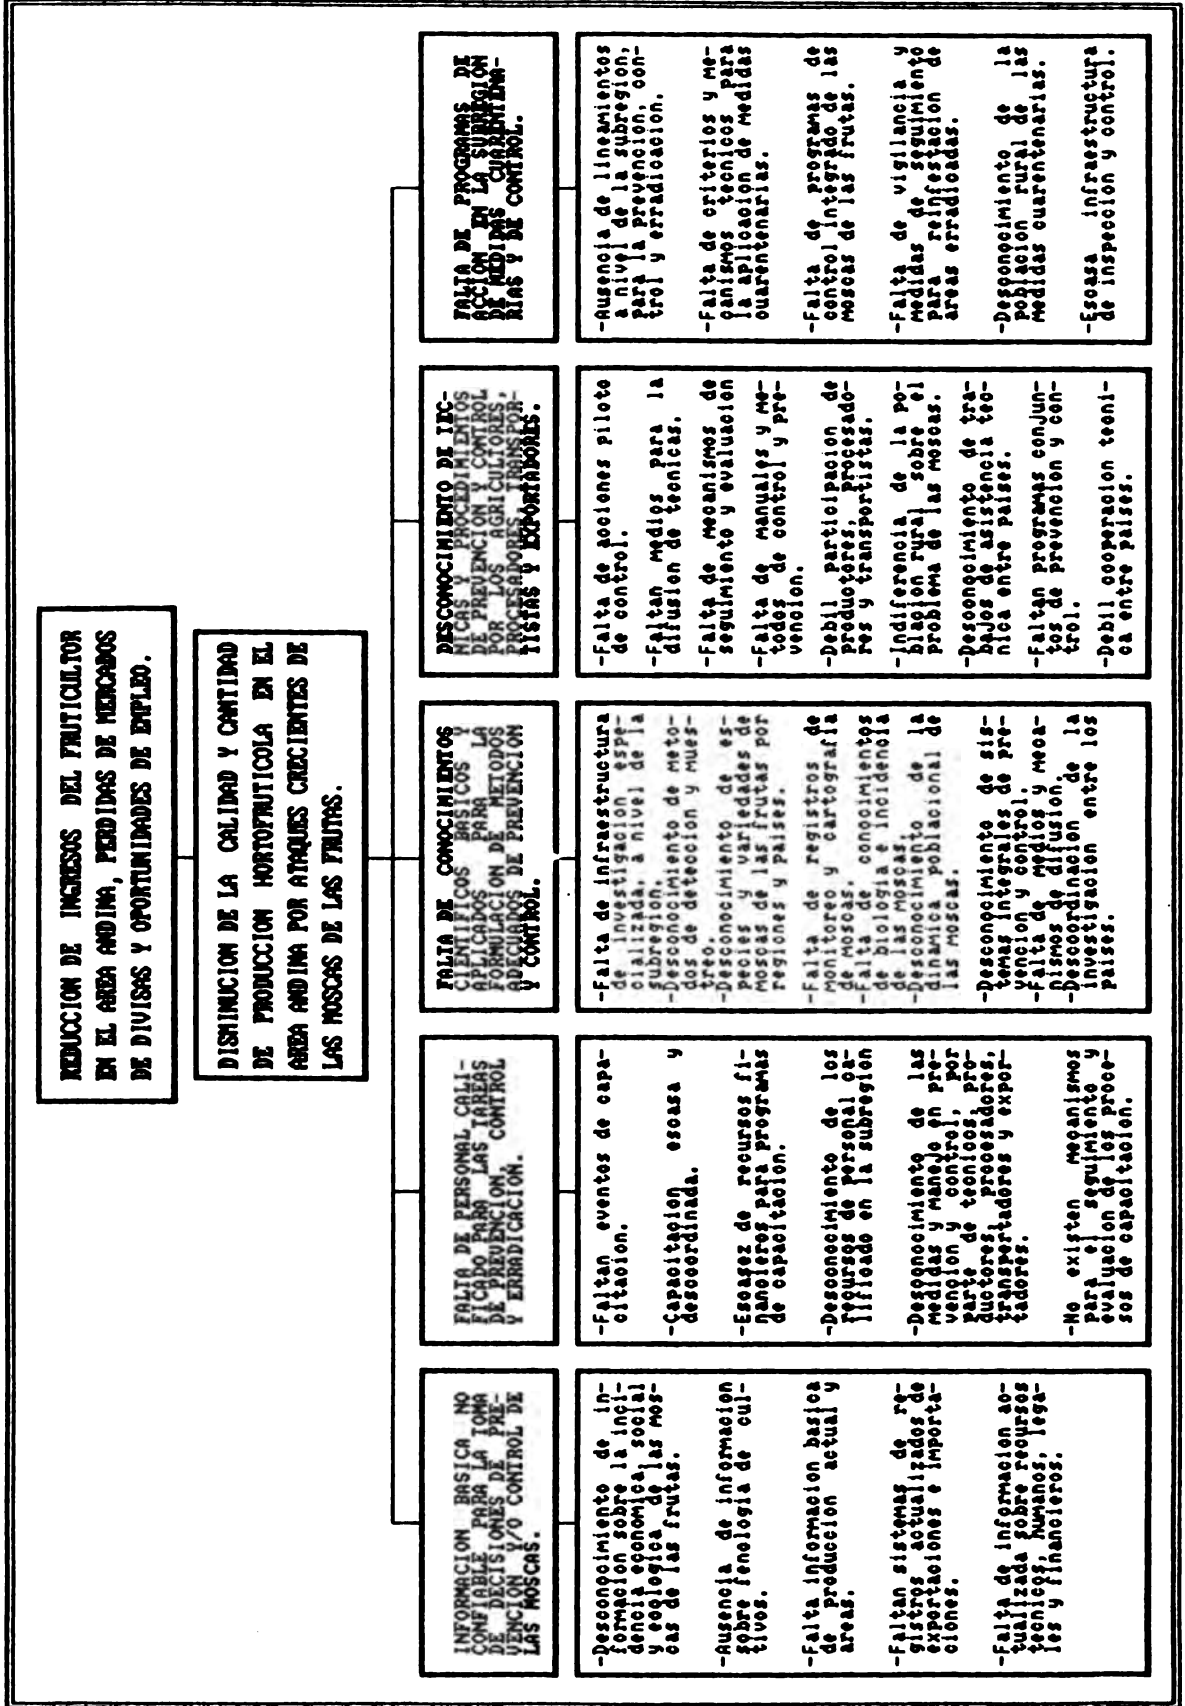 REDUCCION DE INGRESOS DEL FRUTICULTOR
EN EL AREA ANDINA, PERDIDAS DE MERCADOS
DE DIVISAS Y OPORTUNIDADES DE EMPLEO.
DISMINUCION DE LA CALIDAD Y CANTIDAD
DE PRODUCCION HORTOFRUTICOLA EN EL
AREA ANDINA POR ATAQUES CRECIENTES DE
LAS MOSCAS DE LAS FRUTAS.
INFORMACION BASICA NO
CONFIABLE PARA LA TOMA
DE DECISIONES DE PRE-
VENCION Y/O CONTROL DE
LAS MOSCAS.
-Desconocimiento de in-
formacion sobre la inci-
dencia economica, social
y ecologica de las mos-
cas de las frutas.
-Ausencia de informacion
sobre fenologia de cul-
tivos.
-Falta informacion basica
de produccion actual y
areas.
-Faltan sistemas de re-
gistros actualizados de
exportaciones e importa-
ciones.
-Falta de informacion ac-
tualizada sobre recursos
tecnicos, humanos, lega-
les y financieros.
FALTA DE PERSONAL CALI-
FICADO PARA LAS TAREAS
DE PREVENCION, CONTROL
Y ERRADICACION.
-Faltan eventos de capa-
citacion.
-Capacitacion escasa y
descoordinada.
-Escasez de recursos fi-
nancieros para programas
de capacitacion.
-Desconocimiento de los
recursos de personal ca-
lificado en la subregion
-Desconocimiento de las
medidas y manejo en pre-
vencion y control, por
parte de tecnicos, pro-
ductores, procesadores,
transportadores y expor-
tadores.
-No existen mecanismos
para el seguimiento y
evaluacion de los proce-
sos de capacitacion.
FALTA DE CONOCIMIENTOS
CIENTIFICOS BASICOS Y
APLICADOS PARA LA
FORMULACION DE METODOS
ADECUADOS DE PREVENCION
Y CONTROL.
-Falta de infraestructura
de investigacion espe-
cializada, a nivel de la
subregion.
-Desconocimiento de meto-
dos de deteccion y mues-
treo.
-Desconocimiento de es-
pecies y variedades de
moscas de las frutas por
regiones y paises.
-Falta de registros de
monitoreo y cartografia
de moscas.
-Falta de conocimientos
de biologia e incidencia
de las moscas.
-Desconocimiento de la
dinamica poblacional de
las moscas.
-Desconocimiento de sis-
temas integrales de pre-
vencion y control.
-Falta de medios y meca-
nismos de difusion.
-Descoordinacion de la
investigacion entre los
paises.
DESCONOCIMIENTO DE TEC-
NICAS Y PROCEDIMIENTOS
DE PREVENCION Y CONTROL
POR LOS AGRICULTORES,
PROCESADORES, TRANSPOR-
TISTAS Y EXPORTADORES.
-Falta de acciones piloto
de control.
-Faltan medios para la
difusion de tecnicas.
-Falta de mecanismos de
seguimiento y evaluacion
-Falta de manuales y me-
todos de control y pre-
vencion.
-Debil participacion de
productores, procesado-
res y transportistas.
-Indiferencia de la po-
blacion rural sobre el
problema de las moscas.
-Desconocimiento de tra-
bajos de asistencia tec-
nica entre paises.
-Faltan programas conjun-
tos de prevencion y con-
trol.
-Debil cooperacion tecni-
ca entre paises.
FALTA DE PROGRAMAS DE
ACCION EN LA SUBREGION
DE MEDIDAS CUARENTENA-
RIAS Y DE CONTROL.
-Ausencia de lineamientos
a nivel de la subregion,
para la prevencion, con-
trol y erradicacion.
-Falta de criterios y me-
canismos tecnicos para
la aplicacion de medidas
cuarentenarias.
-Falta de programas de
control integrado de las
moscas de las frutas.
-Falta de vigilancia y
medidas de seguimiento
para reinfestacion de
areas erradicadas.
-Desconocimiento de la
poblacion rural de las
medidas cuarentenarias.
-Escasa infraestructura
de inspeccion y control.